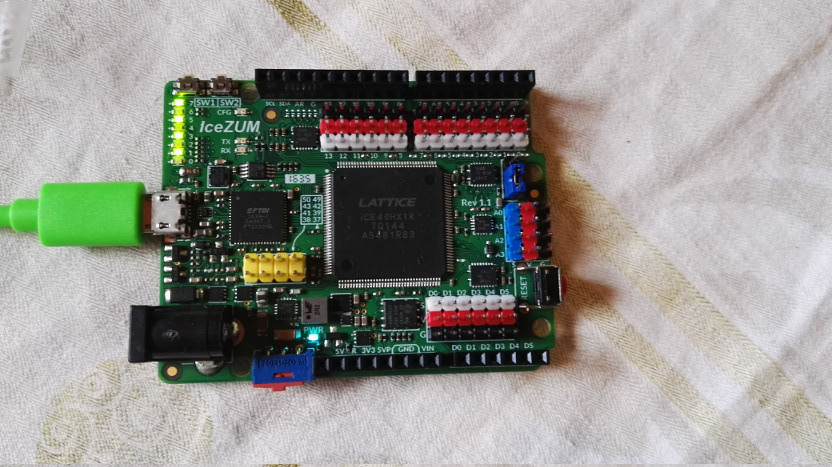 SW1 SW2
SCL SDA AR G
CFG
7
6
5
4
3
2
1
0
IceZUM
TX
RX
13 12 11 10 9
1635
FTDI
50 49
43 42
41 39
38 37
LATTICE
iCE40HX1K
TQ144
Rev 1.1
A0
A1
A2
A3
RESET
D0 D1 D2 D3 D4 D5
PWR
5V R 3V3 5VP GND VIN
D0 D1 D2 D3 D4 D5